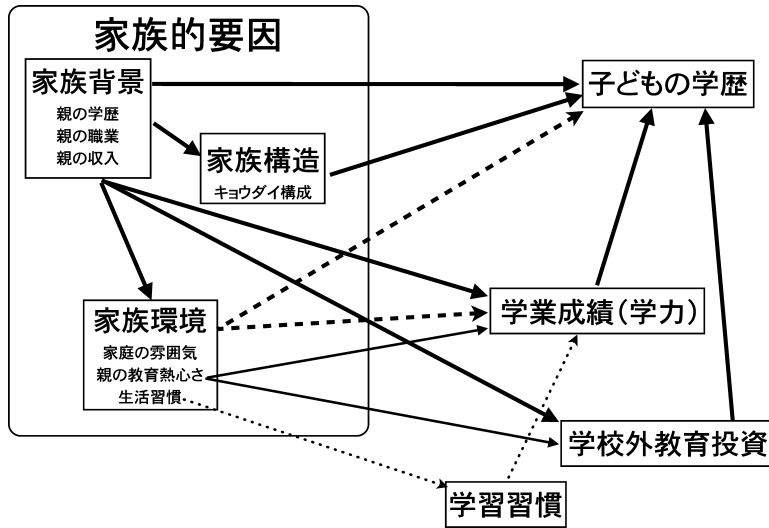 家族的要因
家族背景
親の学歴
親の職業
親の収入
子どもの学歴
家族構造
キョウダイ構成
家族環境
家庭の雰囲気
親の教育熱心さ
生活習慣
学業成績(学力)
学校外教育投資
学習習慣